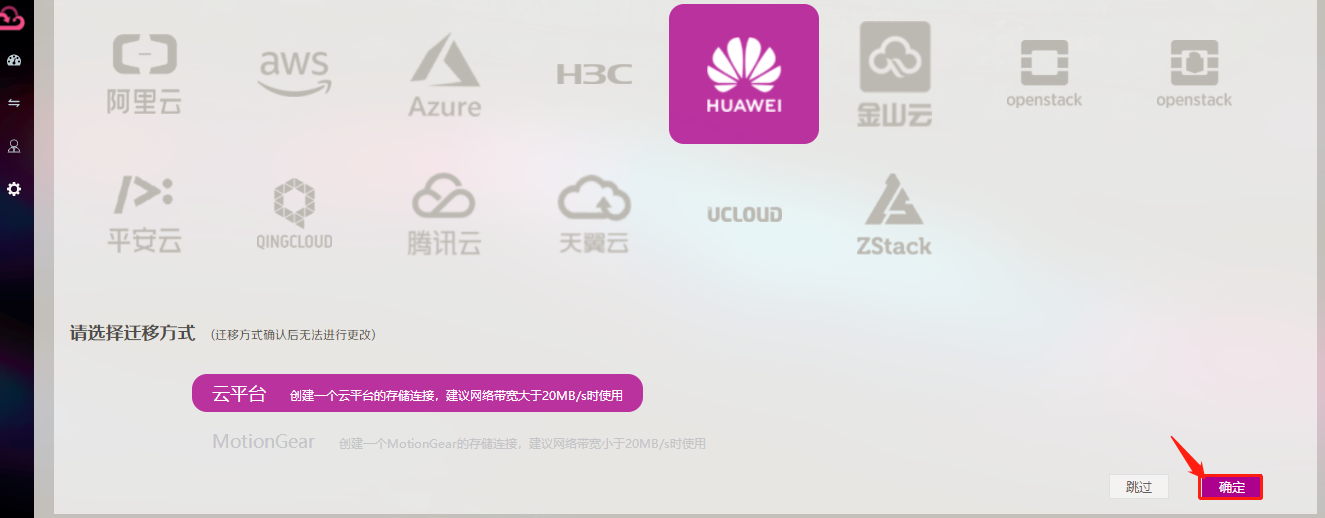 阿里云
aws
Azure
H3C
HUAWEI
金山云
openstack
openstack
平安云
QINGCLOUD
腾讯云
天翼云
UCLOUD
ZStack
请选择迁移方式 (迁移方式确认后无法进行更改)
云平台 创建一个云平台的存储连接，建议网络带宽大于20MB/s时使用
MotionGear 创建一个MotionGear的存储连接，建议网络带宽小于20MB/s时使用
跳过 确定